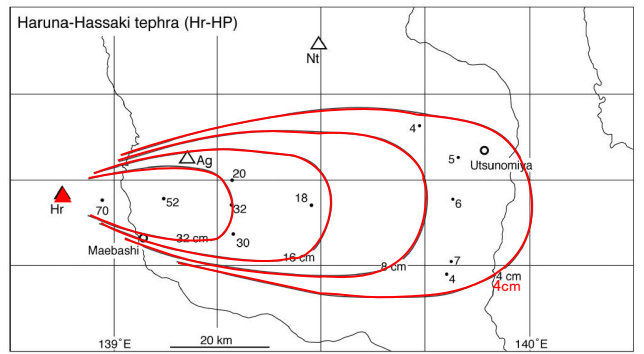 Haruna-Hassaki tephra (Hr-HP)
Nt
4
5
Utsunomiya
Ag
20
Hr
70
52
32
18
6
Maebashi
32 cm
30
16 cm
8 cm
7
4
4 cm
4cm
139°E
20 km
140°E